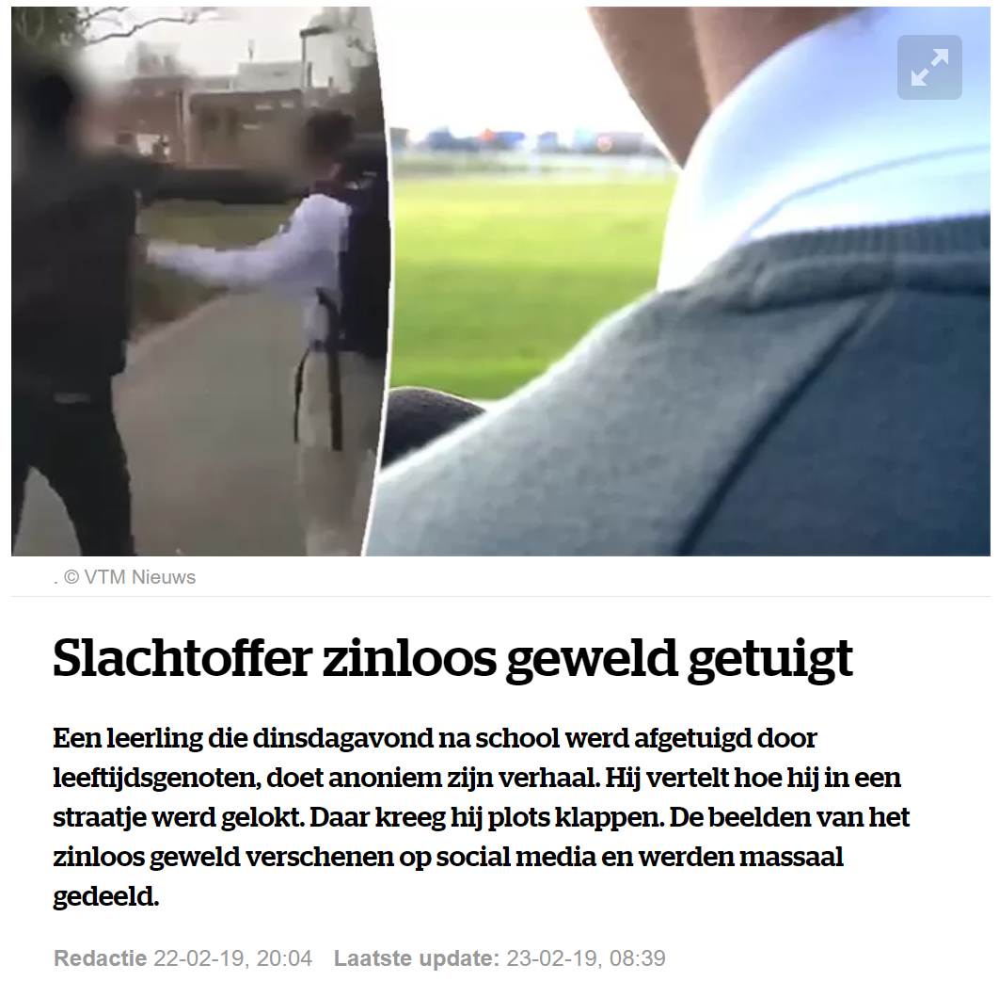 . © VTM Nieuws
Slachtoffer zinloos geweld getuigt
Een leerling die dinsdagavond na school werd afgetuigd door
leeftijdsgenoten, doet anoniem zijn verhaal. Hij vertelt hoe hij in een
straatje werd gelokt. Daar kreeg hij plots klappen. De beelden van het
zinloos geweld verschenen op social media en werden massaal
gedeeld.
Redactie 22-02-19, 20:04 Laatste update: 23-02-19, 08:39